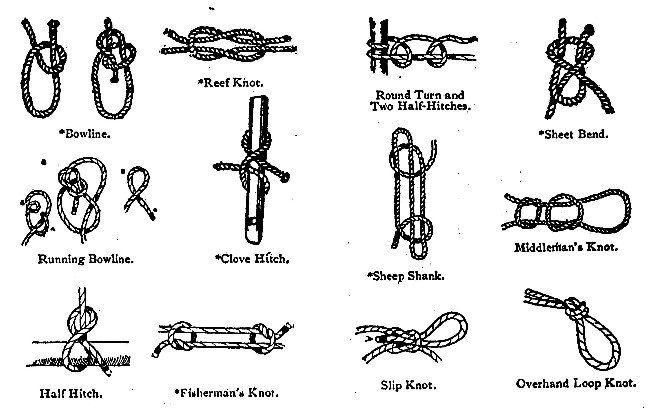 *Bowline.
*Reef Knot.
Round Turn and
Two Half-Hitches.
*Sheet Bend.
Running Bowline.
*Clove Hitch.
*Sheep Shank.
Middleman's Knot.
Half Hitch.
*Fisherman's Knot.
Slip Knot.
Overhand Loop Knot.